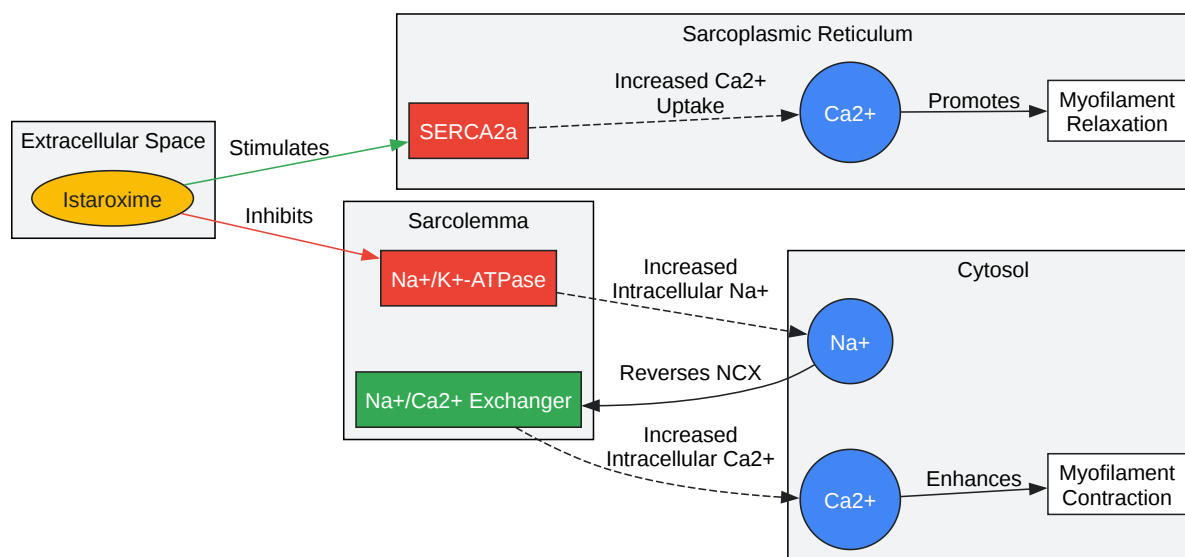 Extracellular Space
Istaroxime
Stimulates
Inhibits
Sarcoplasmic Reticulum
SERCA2a
Increased Ca2+
Uptake
Ca2+
Promotes
Myofilament
Relaxation
Sarcolemma
Na+/K+-ATPase
Increased
Intracellular Na+
Cytosol
Na+
Reverses NCX
Na+/Ca2+ Exchanger
Increased
Intracellular Ca2+
Ca2+
Enhances
Myofilament
Contraction